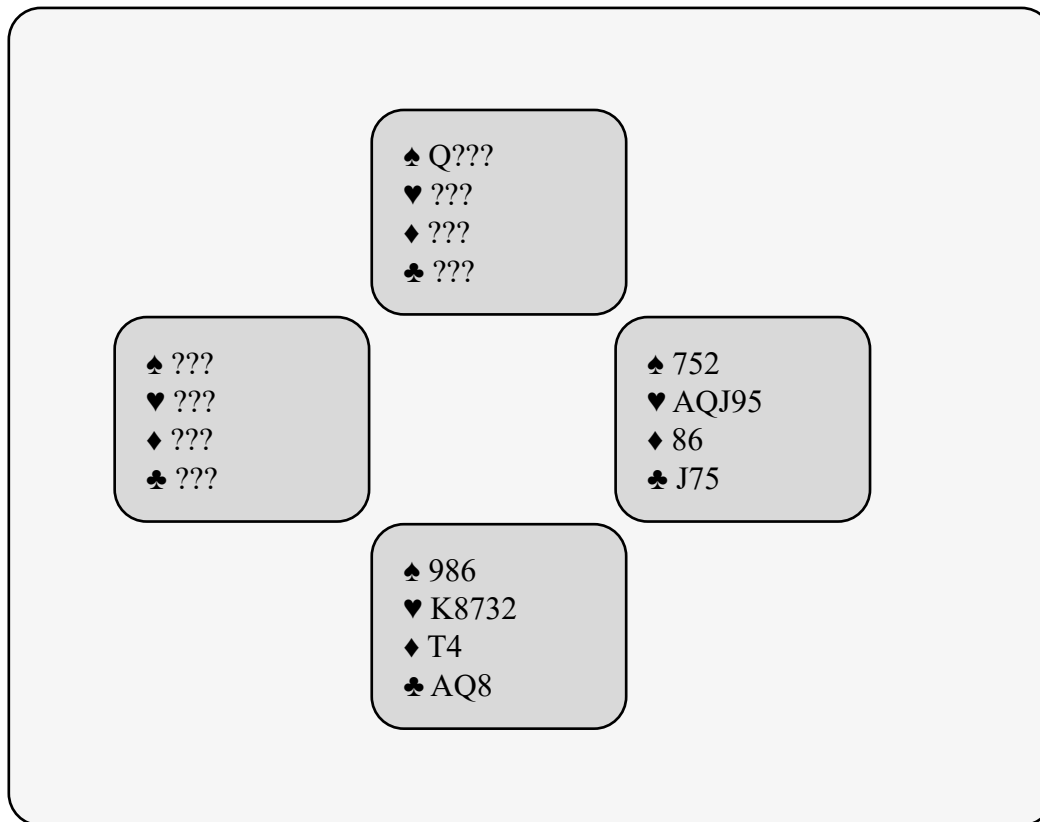 ♠ Q???
♥ ???
♦ ???
♣ ???
♠ ???
♥ ???
♦ ???
♣ ???
♠ 752
♥ AQJ95
♦ 86
♣ J75
♠ 986
♥ K8732
♦ T4
♣ AQ8